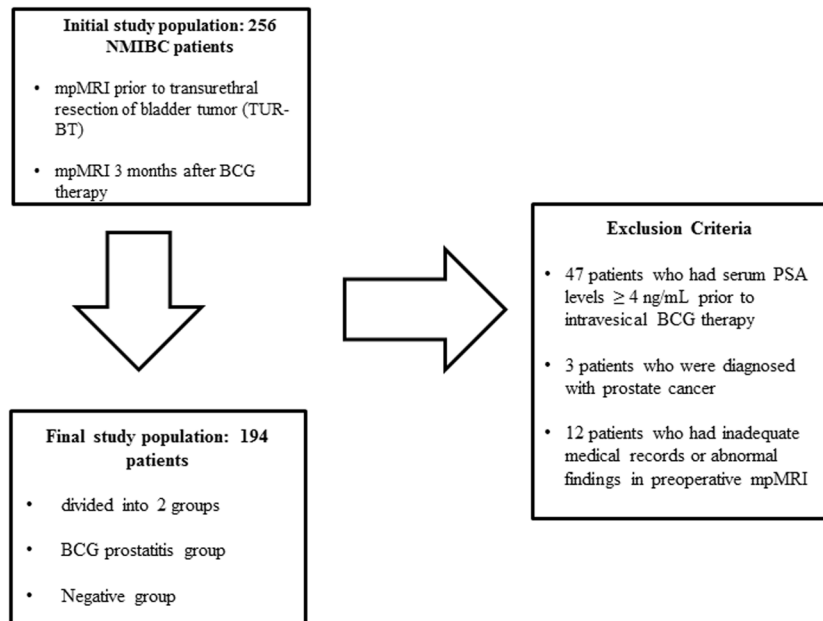 Initial study population: 256
NMIBC patients
• mpMRI prior to transurethral
resection of bladder tumor (TUR-
BT)
• mpMRI 3 months after BCG
therapy
Exclusion Criteria
• 47 patients who had serum PSA
levels ≥ 4 ng/mL prior to
intravesical BCG therapy
• 3 patients who were diagnosed
with prostate cancer
• 12 patients who had inadequate
medical records or abnormal
findings in preoperative mpMRI
Final study population: 194
patients
• divided into 2 groups
• BCG prostatitis group
• Negative group